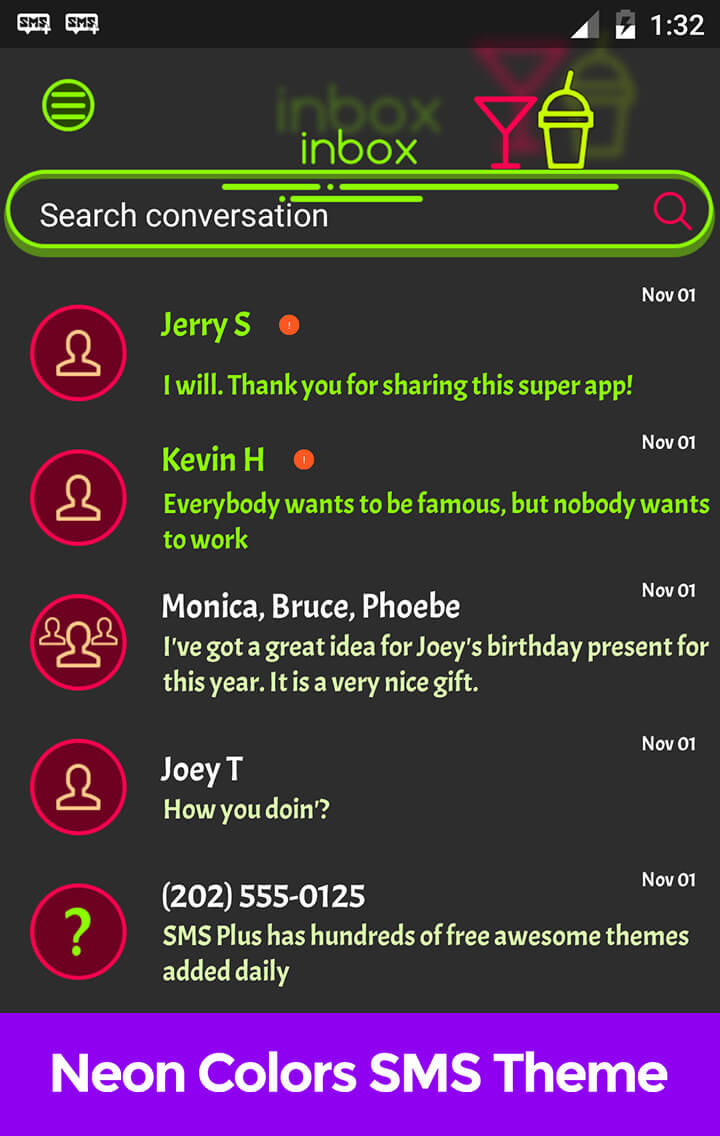 SMS SMS 1:32
inbox
inbox
Search conversation
Nov 01
Jerry S !
I will. Thank you for sharing this super app!
Nov 01
Kevin H !
Everybody wants to be famous, but nobody wants
to work
Nov 01
Monica, Bruce, Phoebe
I've got a great idea for Joey's birthday present for
this year. It is a very nice gift.
Nov 01
Joey T
How you doin'?
Nov 01
(202) 555-0125
?
SMS Plus has hundreds of free awesome themes
added daily
Neon Colors SMS Theme